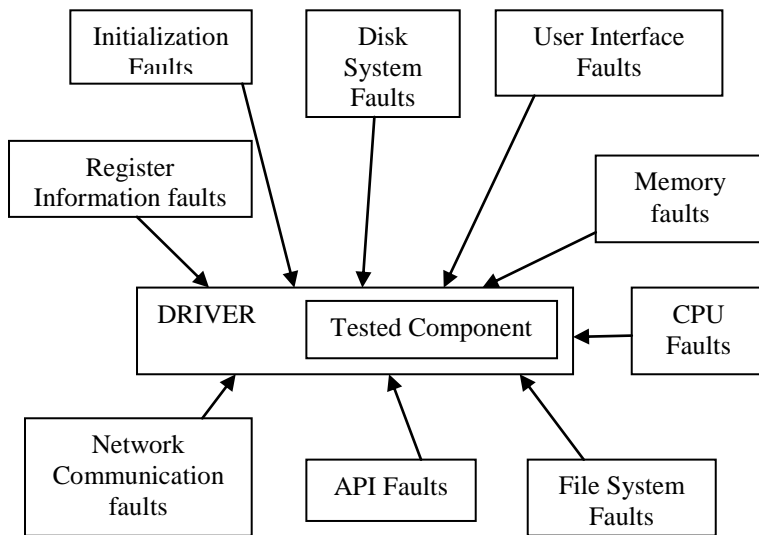 Initialization
Faults
Disk
System
Faults
User Interface
Faults
Register
Information faults
Memory
faults
DRIVER
Tested Component
CPU
Faults
Network
Communication
faults
API Faults
File System
Faults